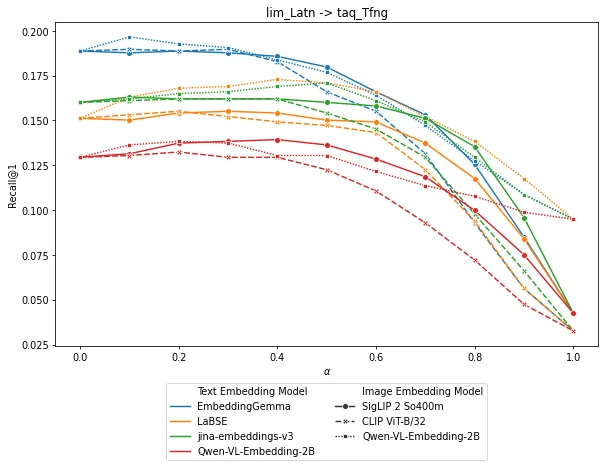 lim_Latn -> taq_Tfng
0.200
0.175
0.150
0.125
0.100
0.075
0.050
0.025
Recall@1
0.0 0.2 0.4 0.6 0.8 1.0
α
Text Embedding Model Image Embedding Model
EmbeddingGemma SigLIP 2 So400m
LaBSE CLIP ViT-B/32
jina-embeddings-v3 Qwen-VL-Embedding-2B
Qwen-VL-Embedding-2B